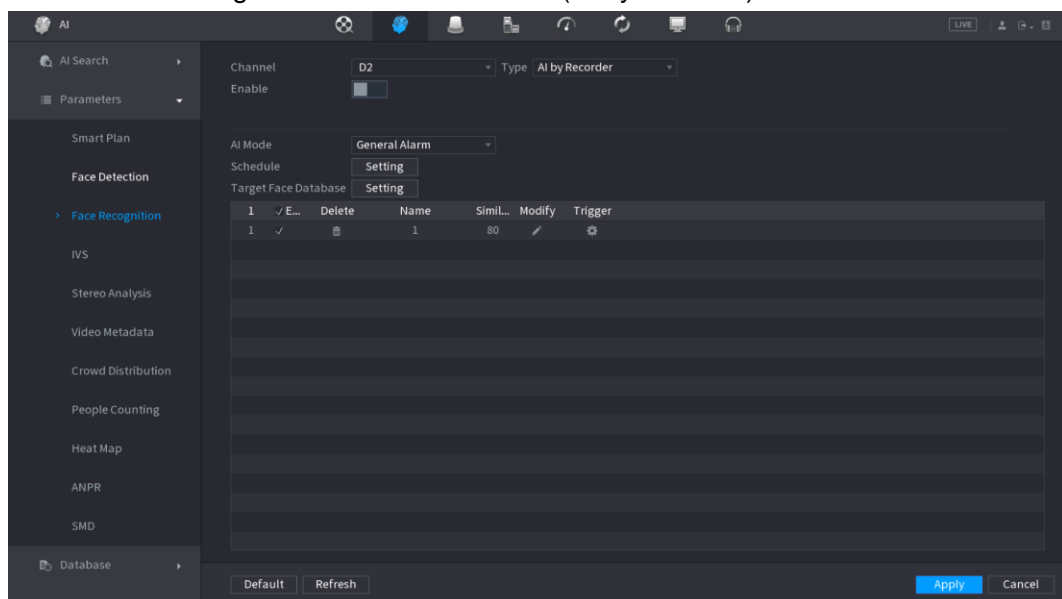 AI
LIVE
AI Search
Parameters
Smart Plan
Face Detection
Face Recognition
IVS
Stereo Analysis
Video Metadata
Crowd Distribution
People Counting
Heat Map
ANPR
SMD
Database
Channel D2 Type AI by Recorder
Enable
AI Mode General Alarm
Schedule Setting
Target Face Database Setting
1 E... Delete Name Simil... Modify Trigger
1 1 80
Default Refresh Apply Cancel